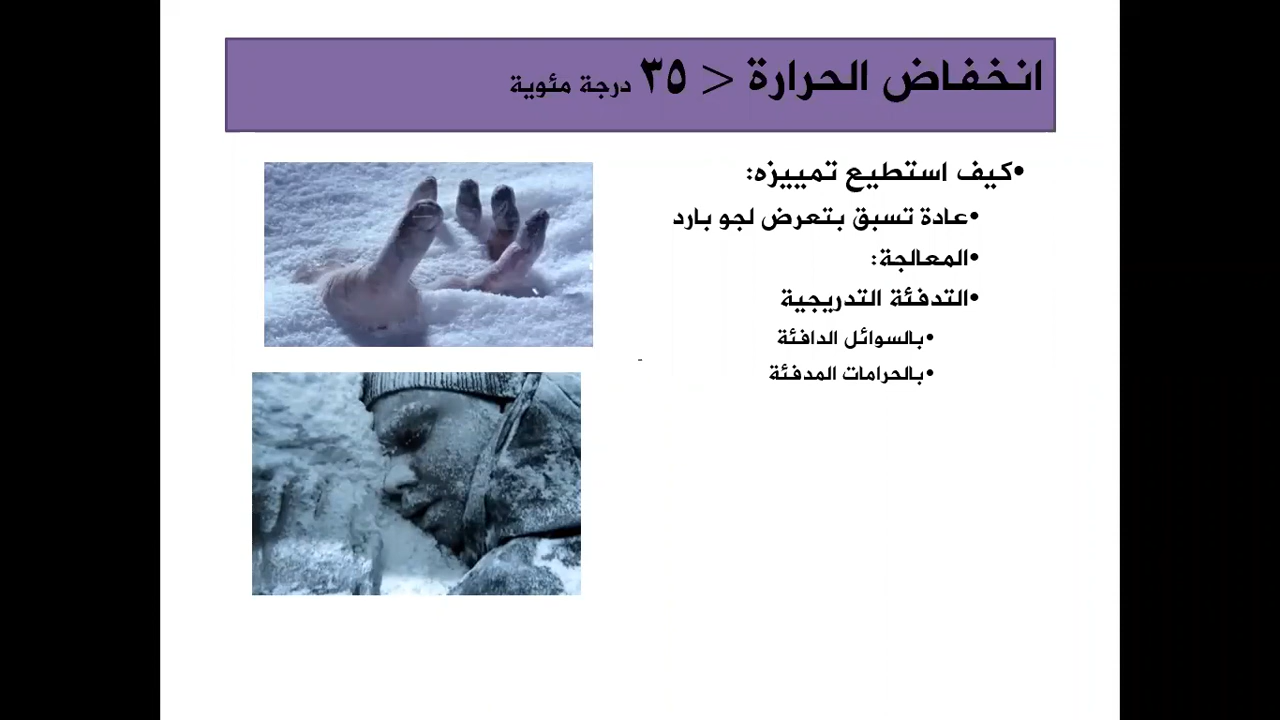 انخفاض الحرارة < ٣٥ درجة مئوية
•كيف استطيع تمييزه:
•عادة تسبق بتعرض لجو بارد
•المعالجة:
•التدفئة التدريجية
•بالسوائل الدافئة
•بالحرامات المدفئة